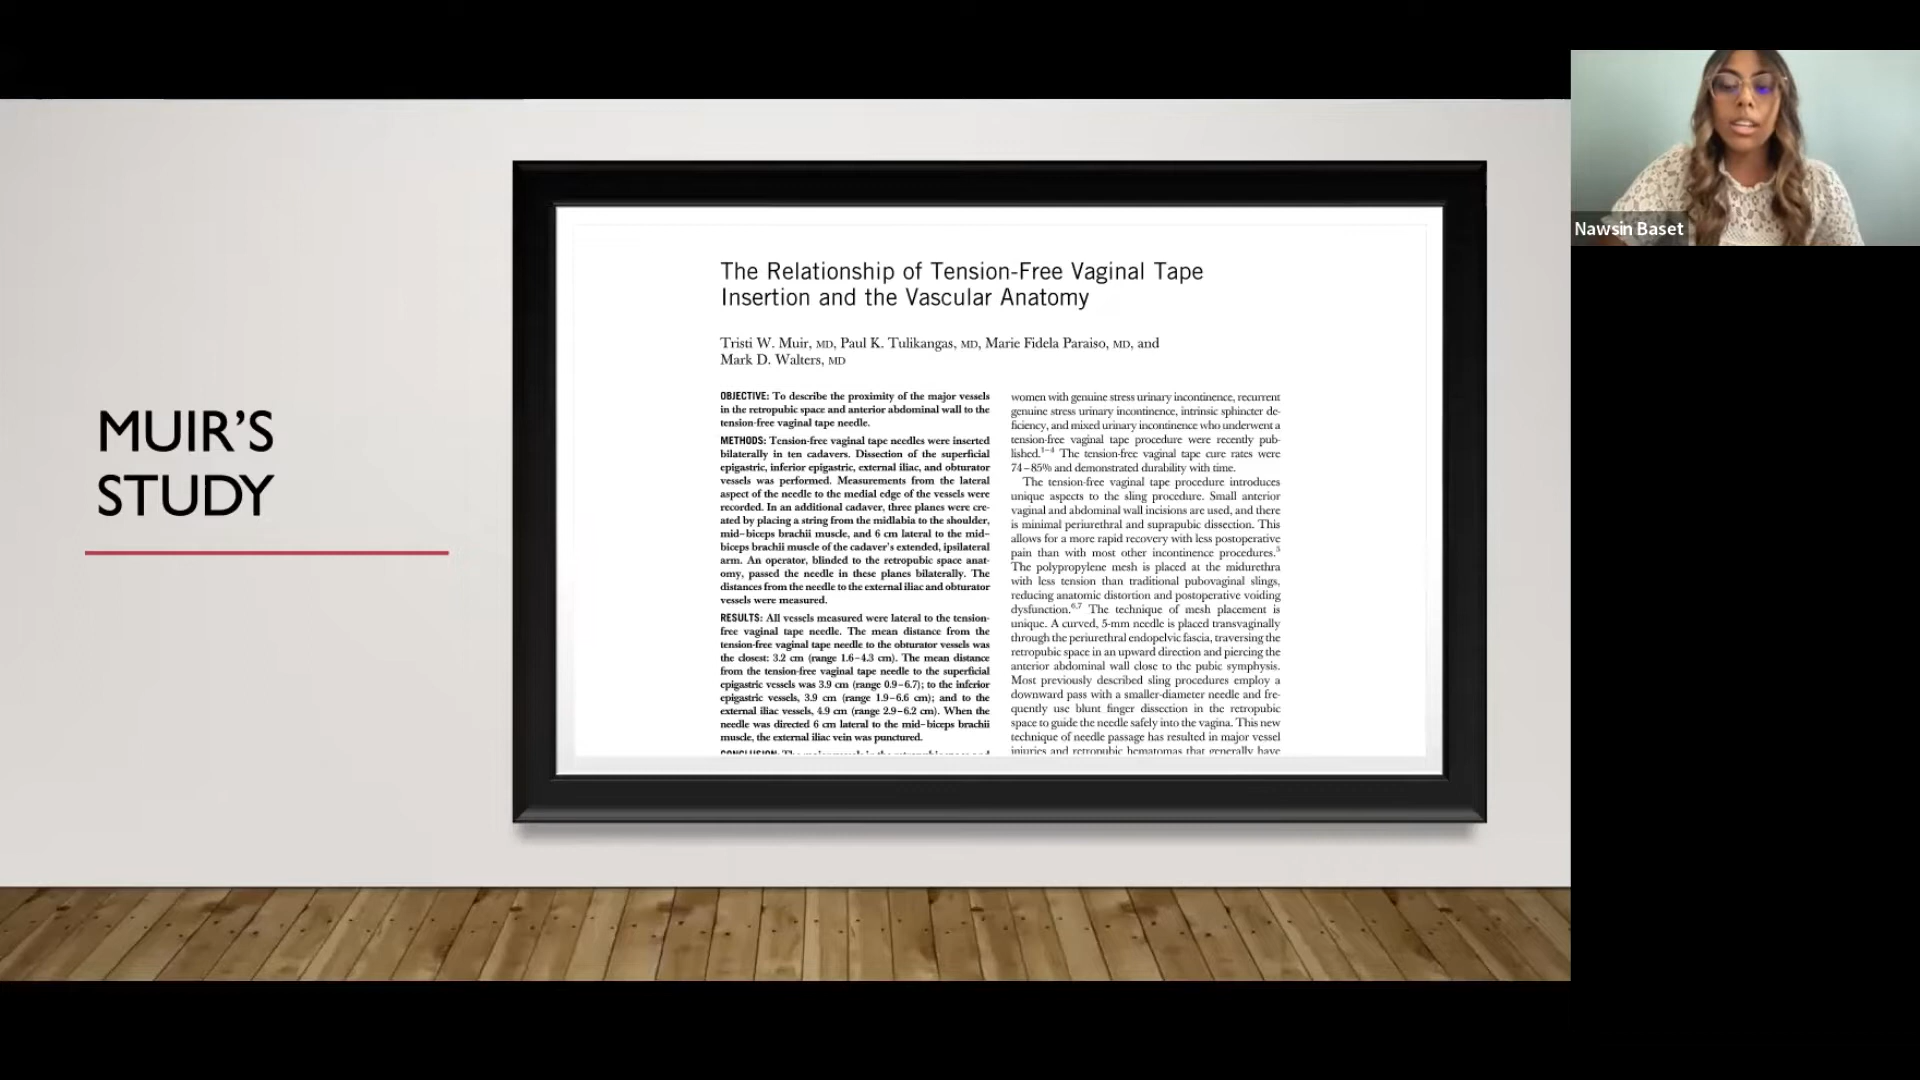 MUIR’S
STUDY
The Relationship of Tension-Free Vaginal Tape
Insertion and the Vascular Anatomy
Tristi W. Muir, MD, Paul K. Tulikangas, MD, Marie Fidela Paraiso, MD, and
Mark D. Walters, MD
OBJECTIVE: To describe the proximity of the major vessels
in the retropubic space and anterior abdominal wall to the
tension-free vaginal tape needle.
METHODS: Tension-free vaginal tape needles were inserted
bilaterally in ten cadavers. Dissection of the superficial
epigastric, inferior epigastric, external iliac, and obturator
vessels was performed. Measurements from the lateral
aspect of the needle to the medial edge of the vessels were
recorded. In an additional cadaver, three planes were cre-
ated by placing a string from the midlabia to the shoulder,
mid–biceps brachii muscle, and 6 cm lateral to the mid–
biceps brachii muscle of the cadaver’s extended, ipsilateral
arm. An operator, blinded to the retropubic space anat-
omy, passed the needle in these planes bilaterally. The
distances from the needle to the external iliac and obturator
vessels were measured.
RESULTS: All vessels measured were lateral to the tension-
free vaginal tape needle. The mean distance from the
tension-free vaginal tape needle to the obturator vessels was
the closest: 3.2 cm (range 1.6–4.3 cm). The mean distance
from the tension-free vaginal tape needle to the superficial
epigastric vessels was 3.9 cm (range 0.9–6.7); to the inferior
epigastric vessels, 3.9 cm (range 1.9–6.6 cm); and to the
external iliac vessels, 4.9 cm (range 2.9–6.2 cm). When the
needle was directed 6 cm lateral to the mid–biceps brachii
muscle, the external iliac vein was punctured.
CONCLUSION: The major vessels in the retropubic space and
women with genuine stress urinary incontinence, recurrent
genuine stress urinary incontinence, intrinsic sphincter de-
ficiency, and mixed urinary incontinence who underwent a
tension-free vaginal tape procedure were recently pub-
lished.1–4 The tension-free vaginal tape cure rates were
74–85% and demonstrated durability with time.
The tension-free vaginal tape procedure introduces
unique aspects to the sling procedure. Small anterior
vaginal and abdominal wall incisions are used, and there
is minimal periurethral and suprapubic dissection. This
allows for a more rapid recovery with less postoperative
pain than with most other incontinence procedures.5
The polypropylene mesh is placed at the midurethra
with less tension than traditional pubovaginal slings,
reducing anatomic distortion and postoperative voiding
dysfunction.6,7 The technique of mesh placement is
unique. A curved, 5-mm needle is placed transvaginally
through the periurethral endopelvic fascia, traversing the
retropubic space in an upward direction and piercing the
anterior abdominal wall close to the pubic symphysis.
Most previously described sling procedures employ a
downward pass with a smaller-diameter needle and fre-
quently use blunt finger dissection in the retropubic
space to guide the needle safely into the vagina. This new
technique of needle passage has resulted in major vessel
injuries and retropubic hematomas that generally have
Nawsin Baset